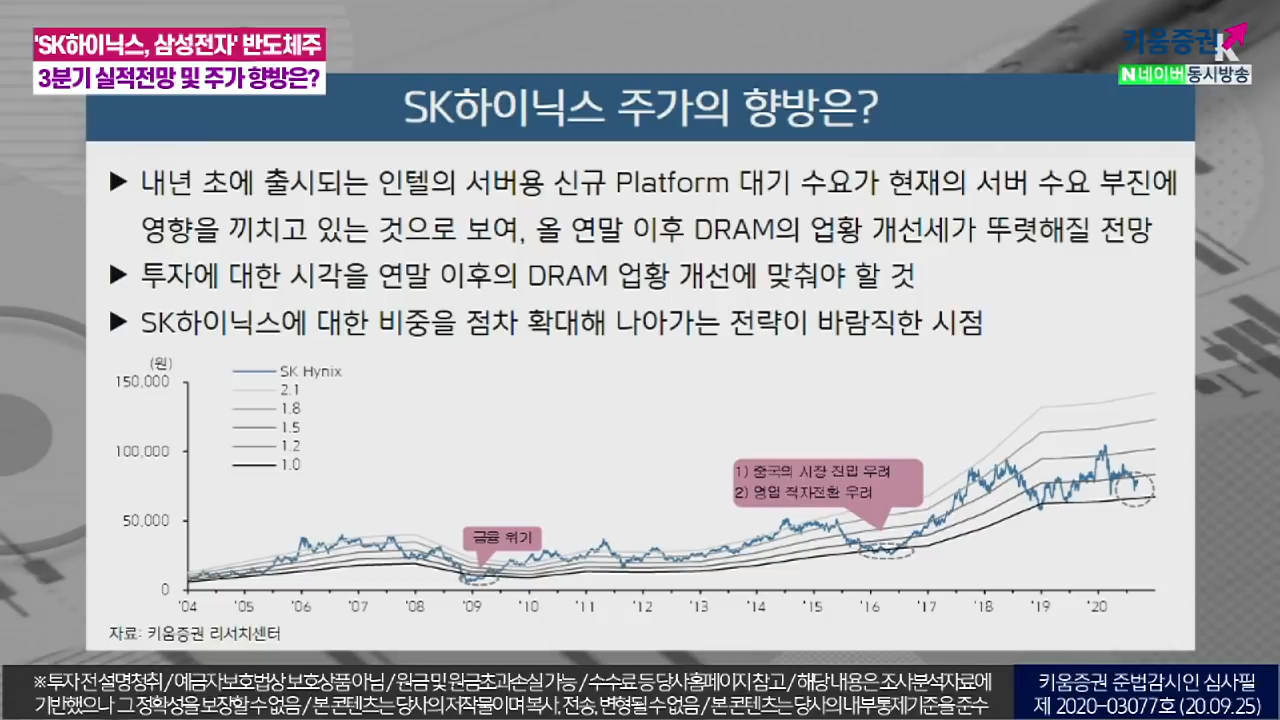 'SK하이닉스, 삼성전자' 반도체주
3분기 실적전망 및 주가 향방은?
키움증권
N 네이버 동시방송
SK하이닉스 주가의 향방은?
▶ 내년 초에 출시되는 인텔의 서버용 신규 Platform 대기 수요가 현재의 서버 수요 부진에
영향을 끼치고 있는 것으로 보여, 올 연말 이후 DRAM의 업황 개선세가 뚜렷해질 전망
▶ 투자에 대한 시각을 연말 이후의 DRAM 업황 개선에 맞춰야 할 것
▶ SK하이닉스에 대한 비중을 점차 확대해 나아가는 전략이 바람직한 시점
(원)
150,000
100,000
50,000
0
SK Hynix
2.1
1.8
1.5
1.2
1.0
금융 위기
1) 중국의 시장 진입 우려
2) 영업 적자전환 우려
'04 '05 '06 '07 '08 '09 '10 '11 '12 '13 '14 '15 '16 '17 '18 '19 '20
자료: 키움증권 리서치센터
※투자 전 설명청취 / 예금자보호법상 보호상품 아님 / 원금 및 원금초과손실 가능 / 수수료 등 당사홈페이지 참고 / 해당 내용은 조사분석자료에
기반했으나 그 정확성을 보장할 수 없음 / 본 콘텐츠는 당사의 저작물이며 복사, 전송, 변형될 수 없음 / 본 콘텐츠는 당사의 내부통제기준을 준수
키움증권 준법감시인 심사필
제 2020-03077호 (20.09.25)